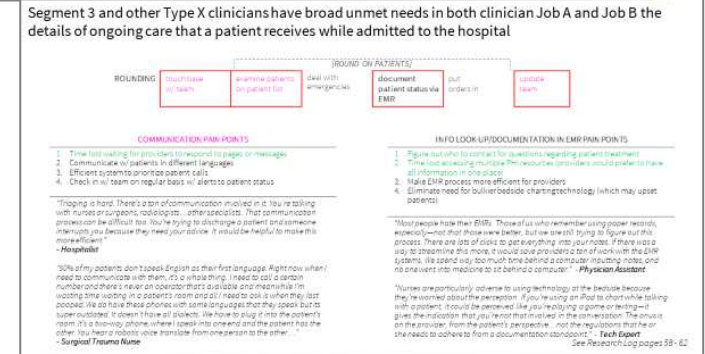 Segment 3 and other Type X clinicians have broad unmet needs in both clinician Job A and Job B the
details of ongoing care that a patient receives while admitted to the hospital
[ROUND ON PATIENTS]
ROUNDING
touch base
w/ team
examine patients
on patient list
deal with
emergencies
document
patient status via
EMR
put
orders in
update
team
COMMUNICATION PAIN POINTS
1. Time lost waiting for providers to respond to pages or messages
2. Communicate w/ patients in different languages
3. Efficient system to prioritize patient calls
4. Check in w/ team on regular basis w/ alerts to patient status
"Triaging is hard. There's a ton of communication involved in it. You're talking
with nurses or surgeons, radiologists... other specialists. That communication
process can be difficult too. You're trying to discharge a patient and someone
interrupts you because they need your advice. It would be helpful to make this
more efficient."
- Hospitalist
"50% of my patients don't speak English as their first language. Right now when I
need to communicate with them, it's a whole thing. I need to call a certain
number and there's never an operator that's available and meanwhile I'm
wasting time waiting in a patient's room and all I need to ask is when they last
pooped. We do have these phones with some languages that they speak but its
super outdated. It doesn't have all dialects. We have to plug it into the patient's
room. It's a two-way phone, where I speak into one end and the patient has the
other. You hear a robotic voice translate from one person to the other..."
- Surgical Trauma Nurse
INFO LOOK-UP/DOCUMENTATION IN EMR PAIN POINTS
1. Figure out who to contact for questions regarding patient treatment
2. Time lost accessing multiple PHI resources (providers would prefer to have
all information in one place)
3. Make EMR process more efficient for providers
4. Eliminate need for bulkier bedside charting technology (which may upset
patients)
"Most people hate their EMRs. Those of us who remember using paper records,
especially—not that those were better, but we are still trying to figure out this
process. There are lots of clicks to get everything into your notes. If there was a
way to streamline this more, it would save providers a ton of work with the EMR
systems. We spend way too much time behind a computer inputting notes, and
no one went into medicine to sit behind a computer." - Physician Assistant
"Nurses are particularly adverse to using technology at the bedside because
they're worried about the perception. If you're using an iPad to chart while talking
with a patient, it could be perceived like you're playing a game or texting—it
gives the indication that you're not that involved in the conversation. The onus is
on the provider, from the patient's perspective...not the regulations that he or
she needs to adhere to from a documentation standpoint." - Tech Expert
See Research Log pages 58 - 62